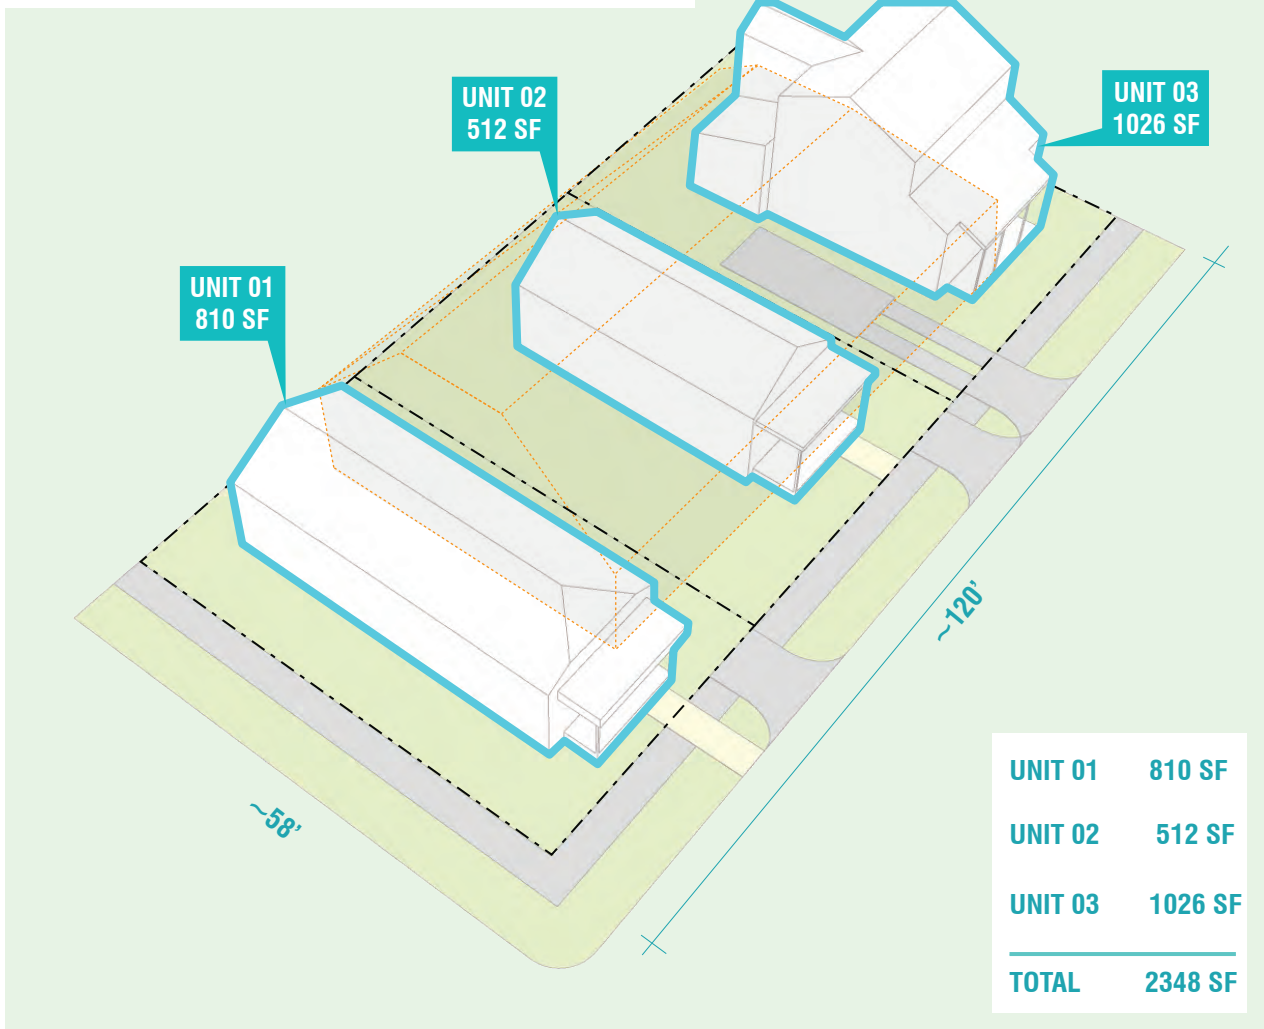 UNIT 02
512 SF
UNIT 03
1026 SF
UNIT 01
810 SF
~120'
~58'
UNIT 01 810 SF
UNIT 02 512 SF
UNIT 03 1026 SF
TOTAL 2348 SF